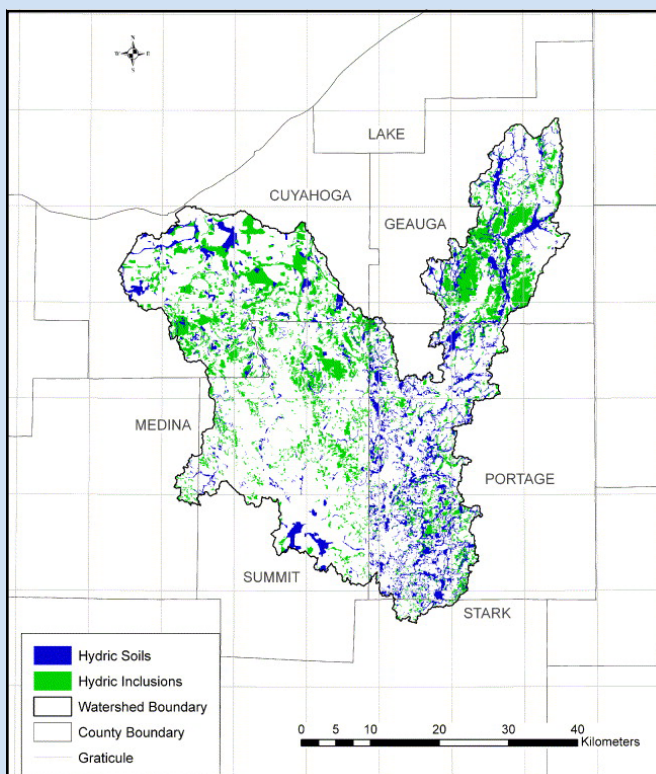 LAKE
CUYAHOGA
GEAUGA
MEDINA
PORTAGE
SUMMIT
STARK
Hydric Soils
Hydric Inclusions
Watershed Boundary
County Boundary
Graticule
0 5 10 20 30 40
Kilometers